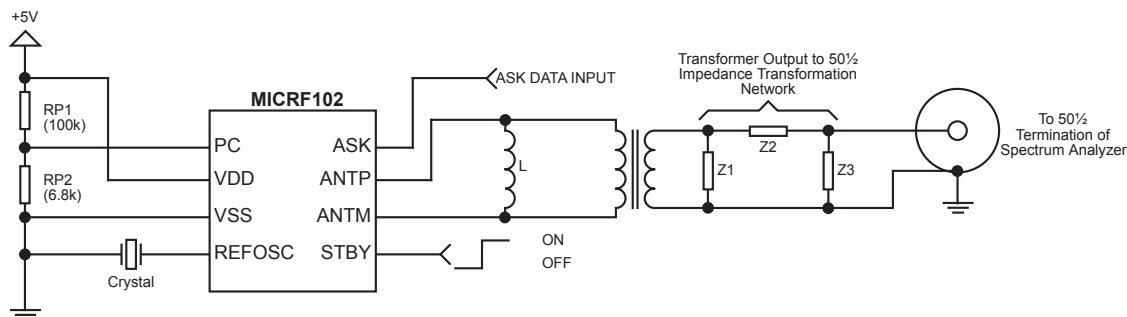 +5V
RP1
(100k)
RP2
(6.8k)
Crystal
MICRF102
PC
VDD
VSS
REFOSC
ASK
ANTP
ANTM
STBY
ASK DATA INPUT
L
ON
OFF
Transformer Output to 50½
Impedance Transformation
Network
Z1
Z2
Z3
To 50½
Termination of
Spectrum Analyzer